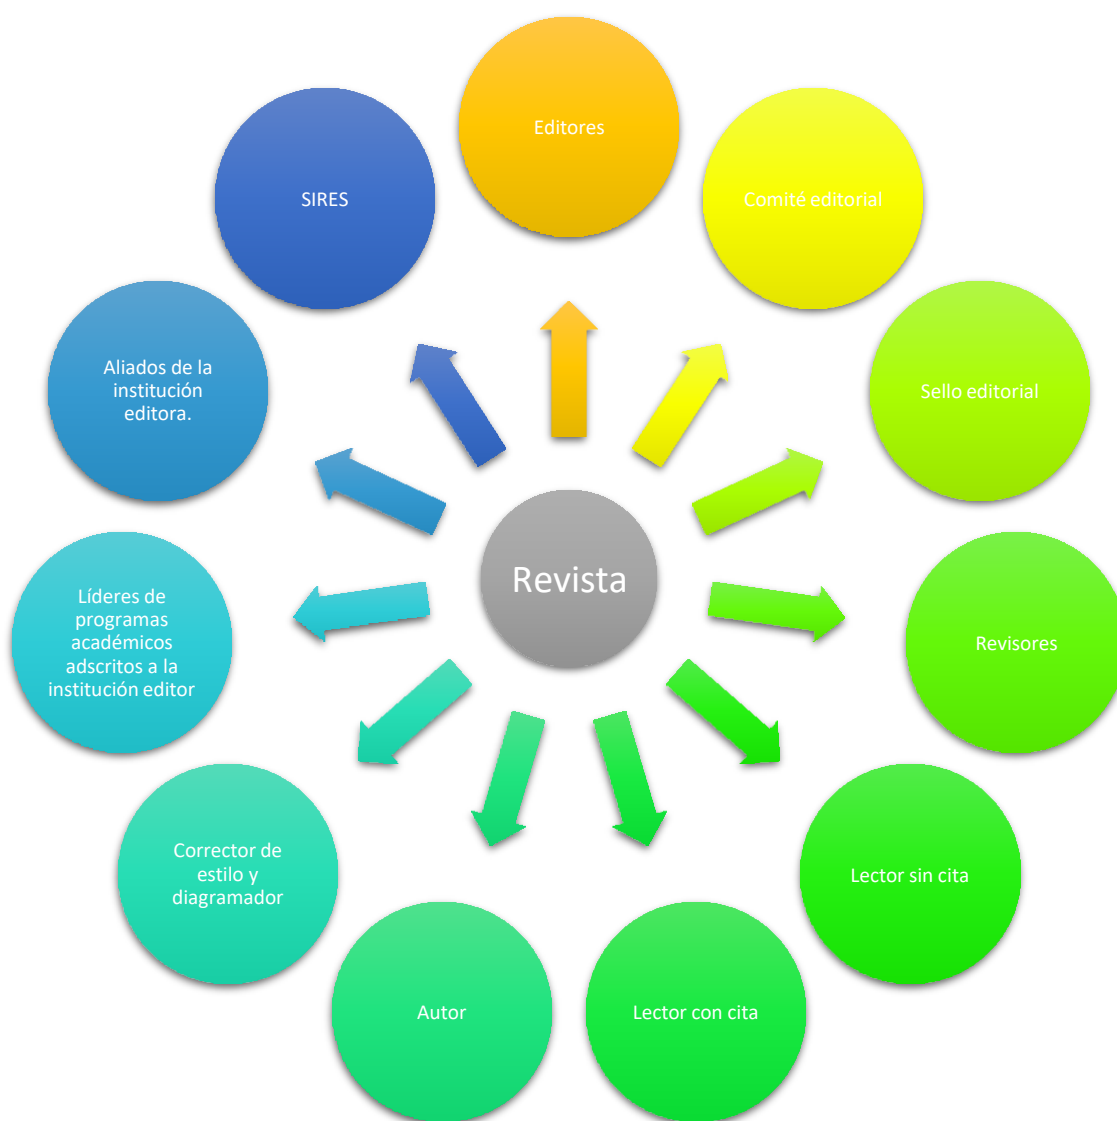 Editores
Comité editorial
Sello editorial
Revisores
Lector sin cita
Lector con cita
Autor
Corrector de
estilo y
diagramador
Líderes de
programas
académicos
adscritos a la
institución editor
Aliados de la
institución
editora.
SIRES
Revista